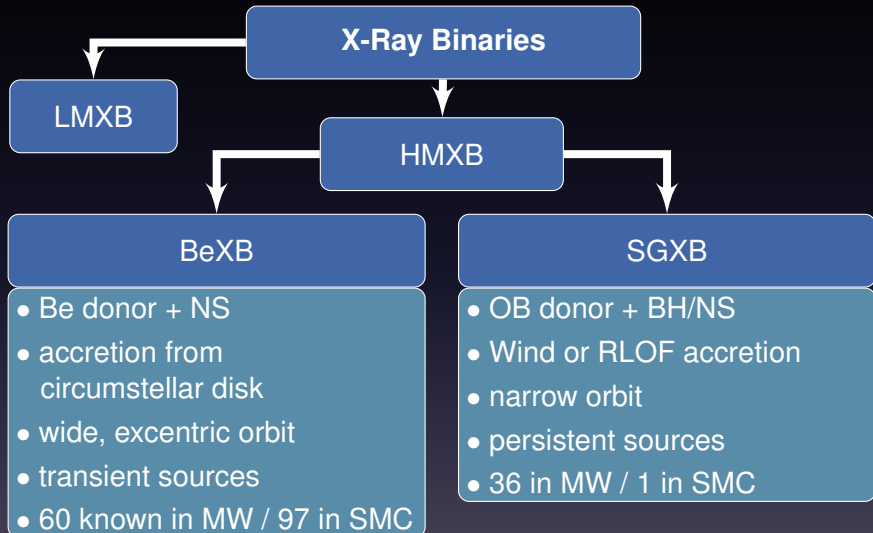 X-Ray Binaries
LMXB
HMXB
BeXB
• Be donor + NS
• accretion from
circumstellar disk
• wide, excentric orbit
• transient sources
• 60 known in MW / 97 in SMC
SGXB
• OB donor + BH/NS
• Wind or RLOF accretion
• narrow orbit
• persistent sources
• 36 in MW / 1 in SMC